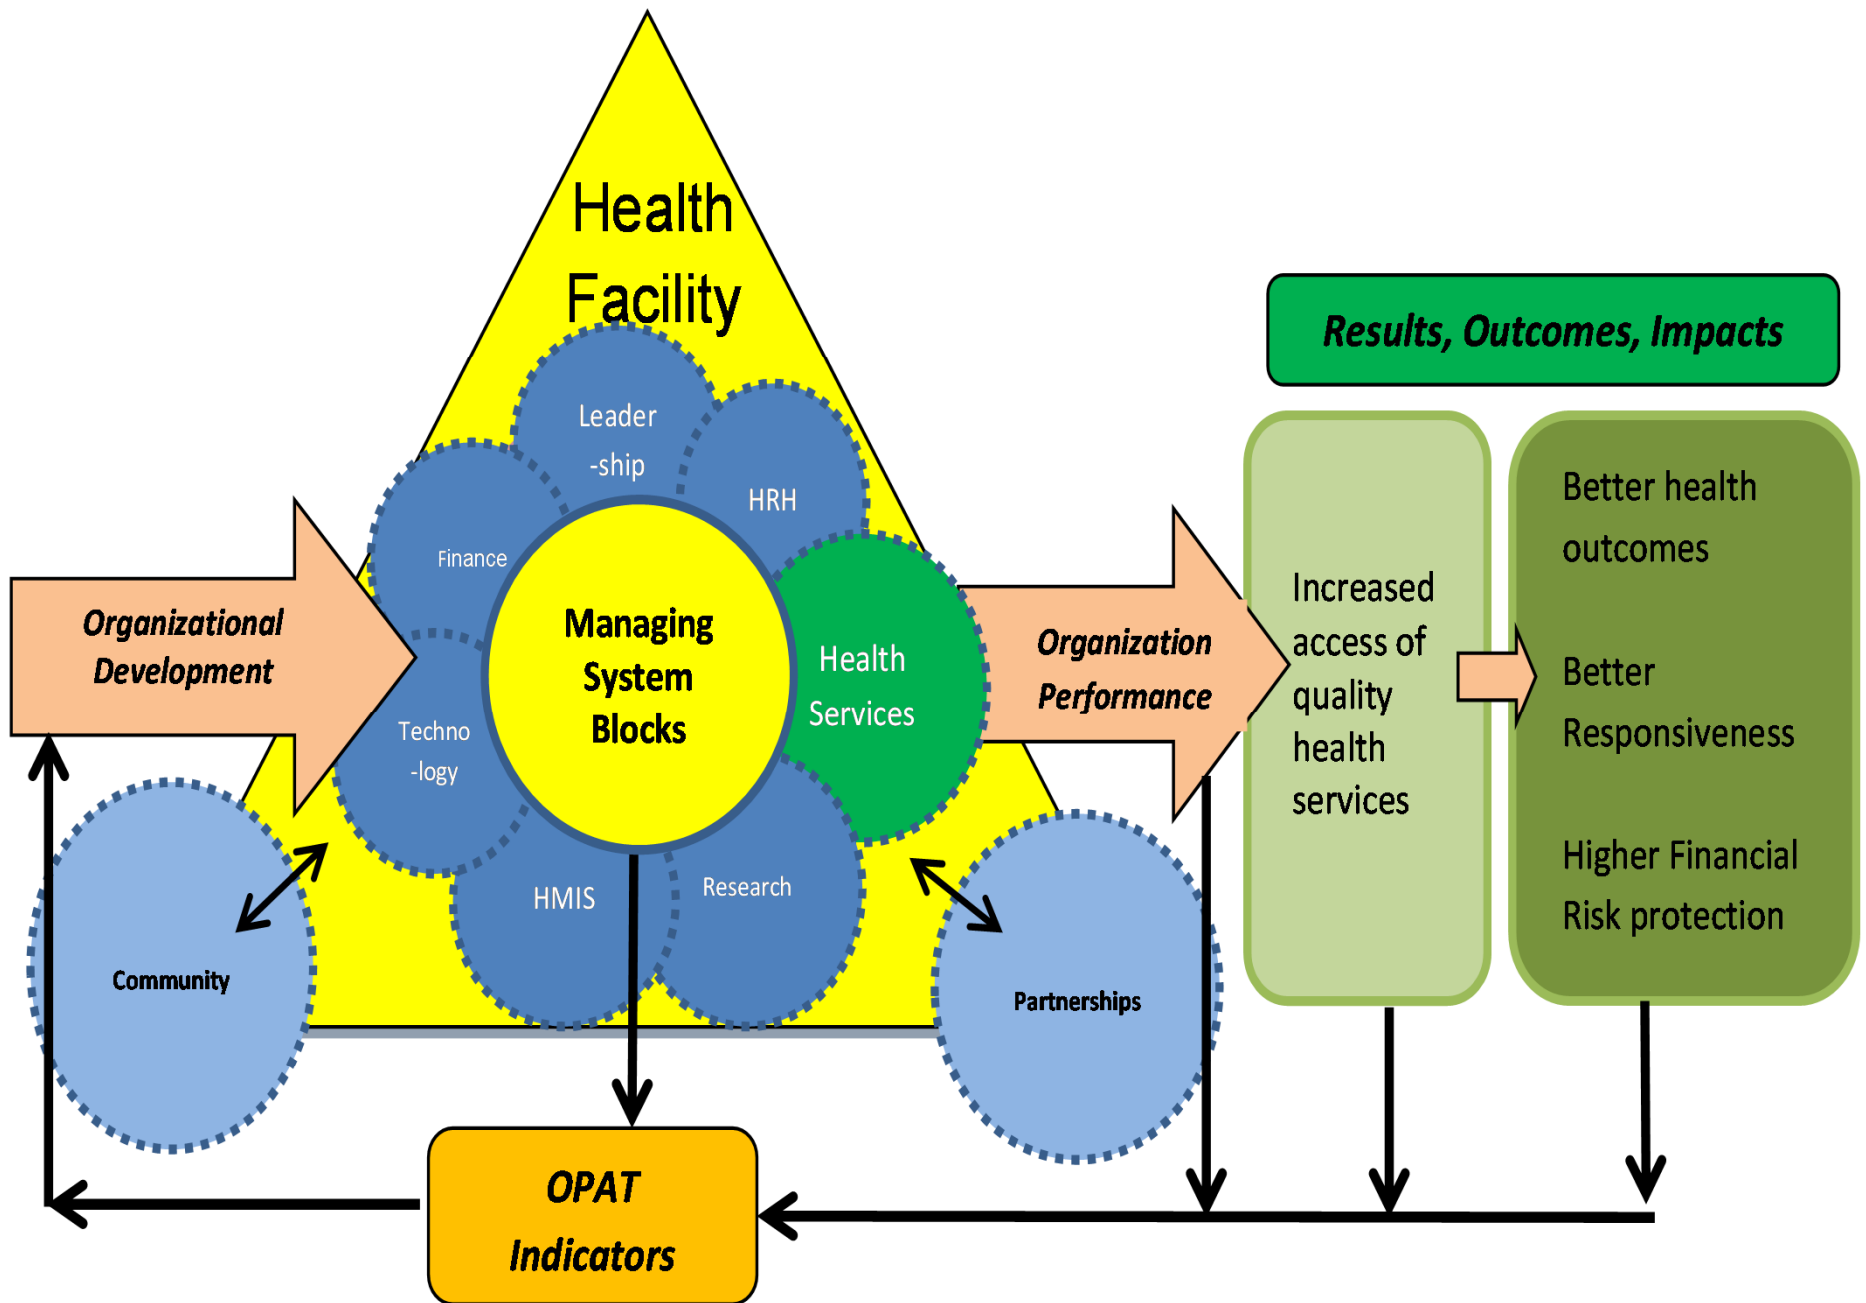 Health
Facility
Leader
-ship
HRH
Finance
Managing
System
Blocks
Health
Services
Techno
-logy
HMIS
Research
Organizational
Development
Organization
Performance
Community
Partnerships
Results, Outcomes, Impacts
Increased
access of
quality
health
services
Better health
outcomes
Better
Responsiveness
Higher Financial
Risk protection
OPAT
Indicators